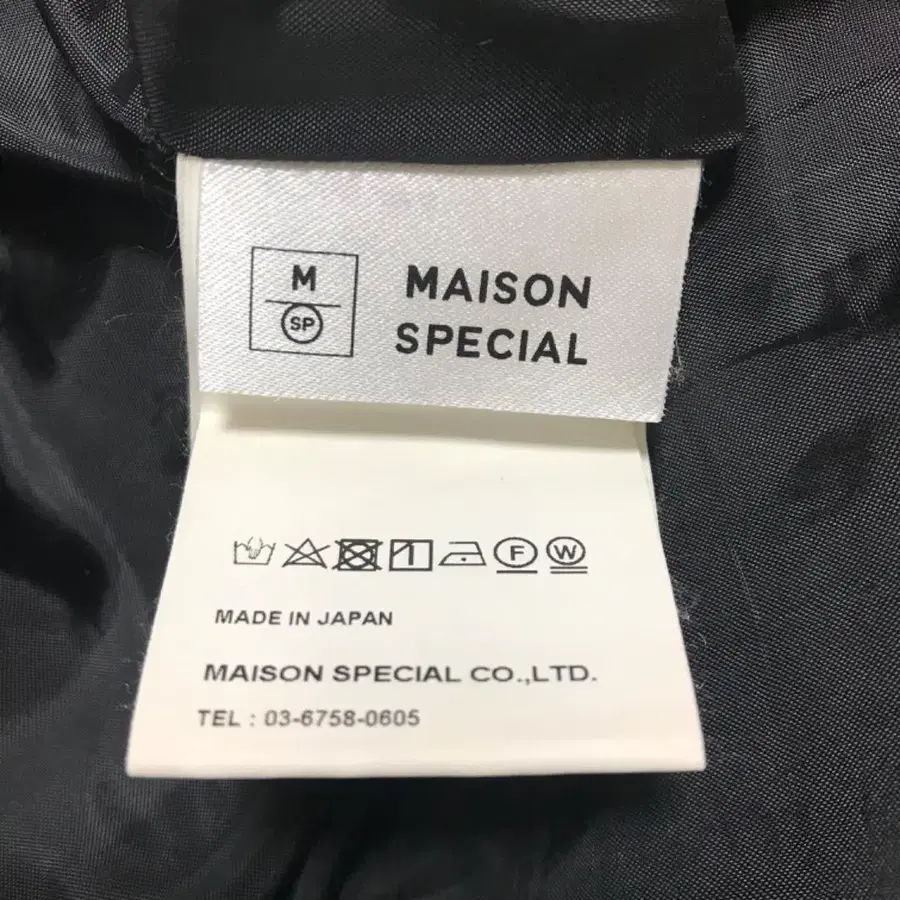 M
SP
MAISON
SPECIAL
F W
MADE IN JAPAN
MAISON SPECIAL CO.,LTD.
TEL : 03-6758-0605